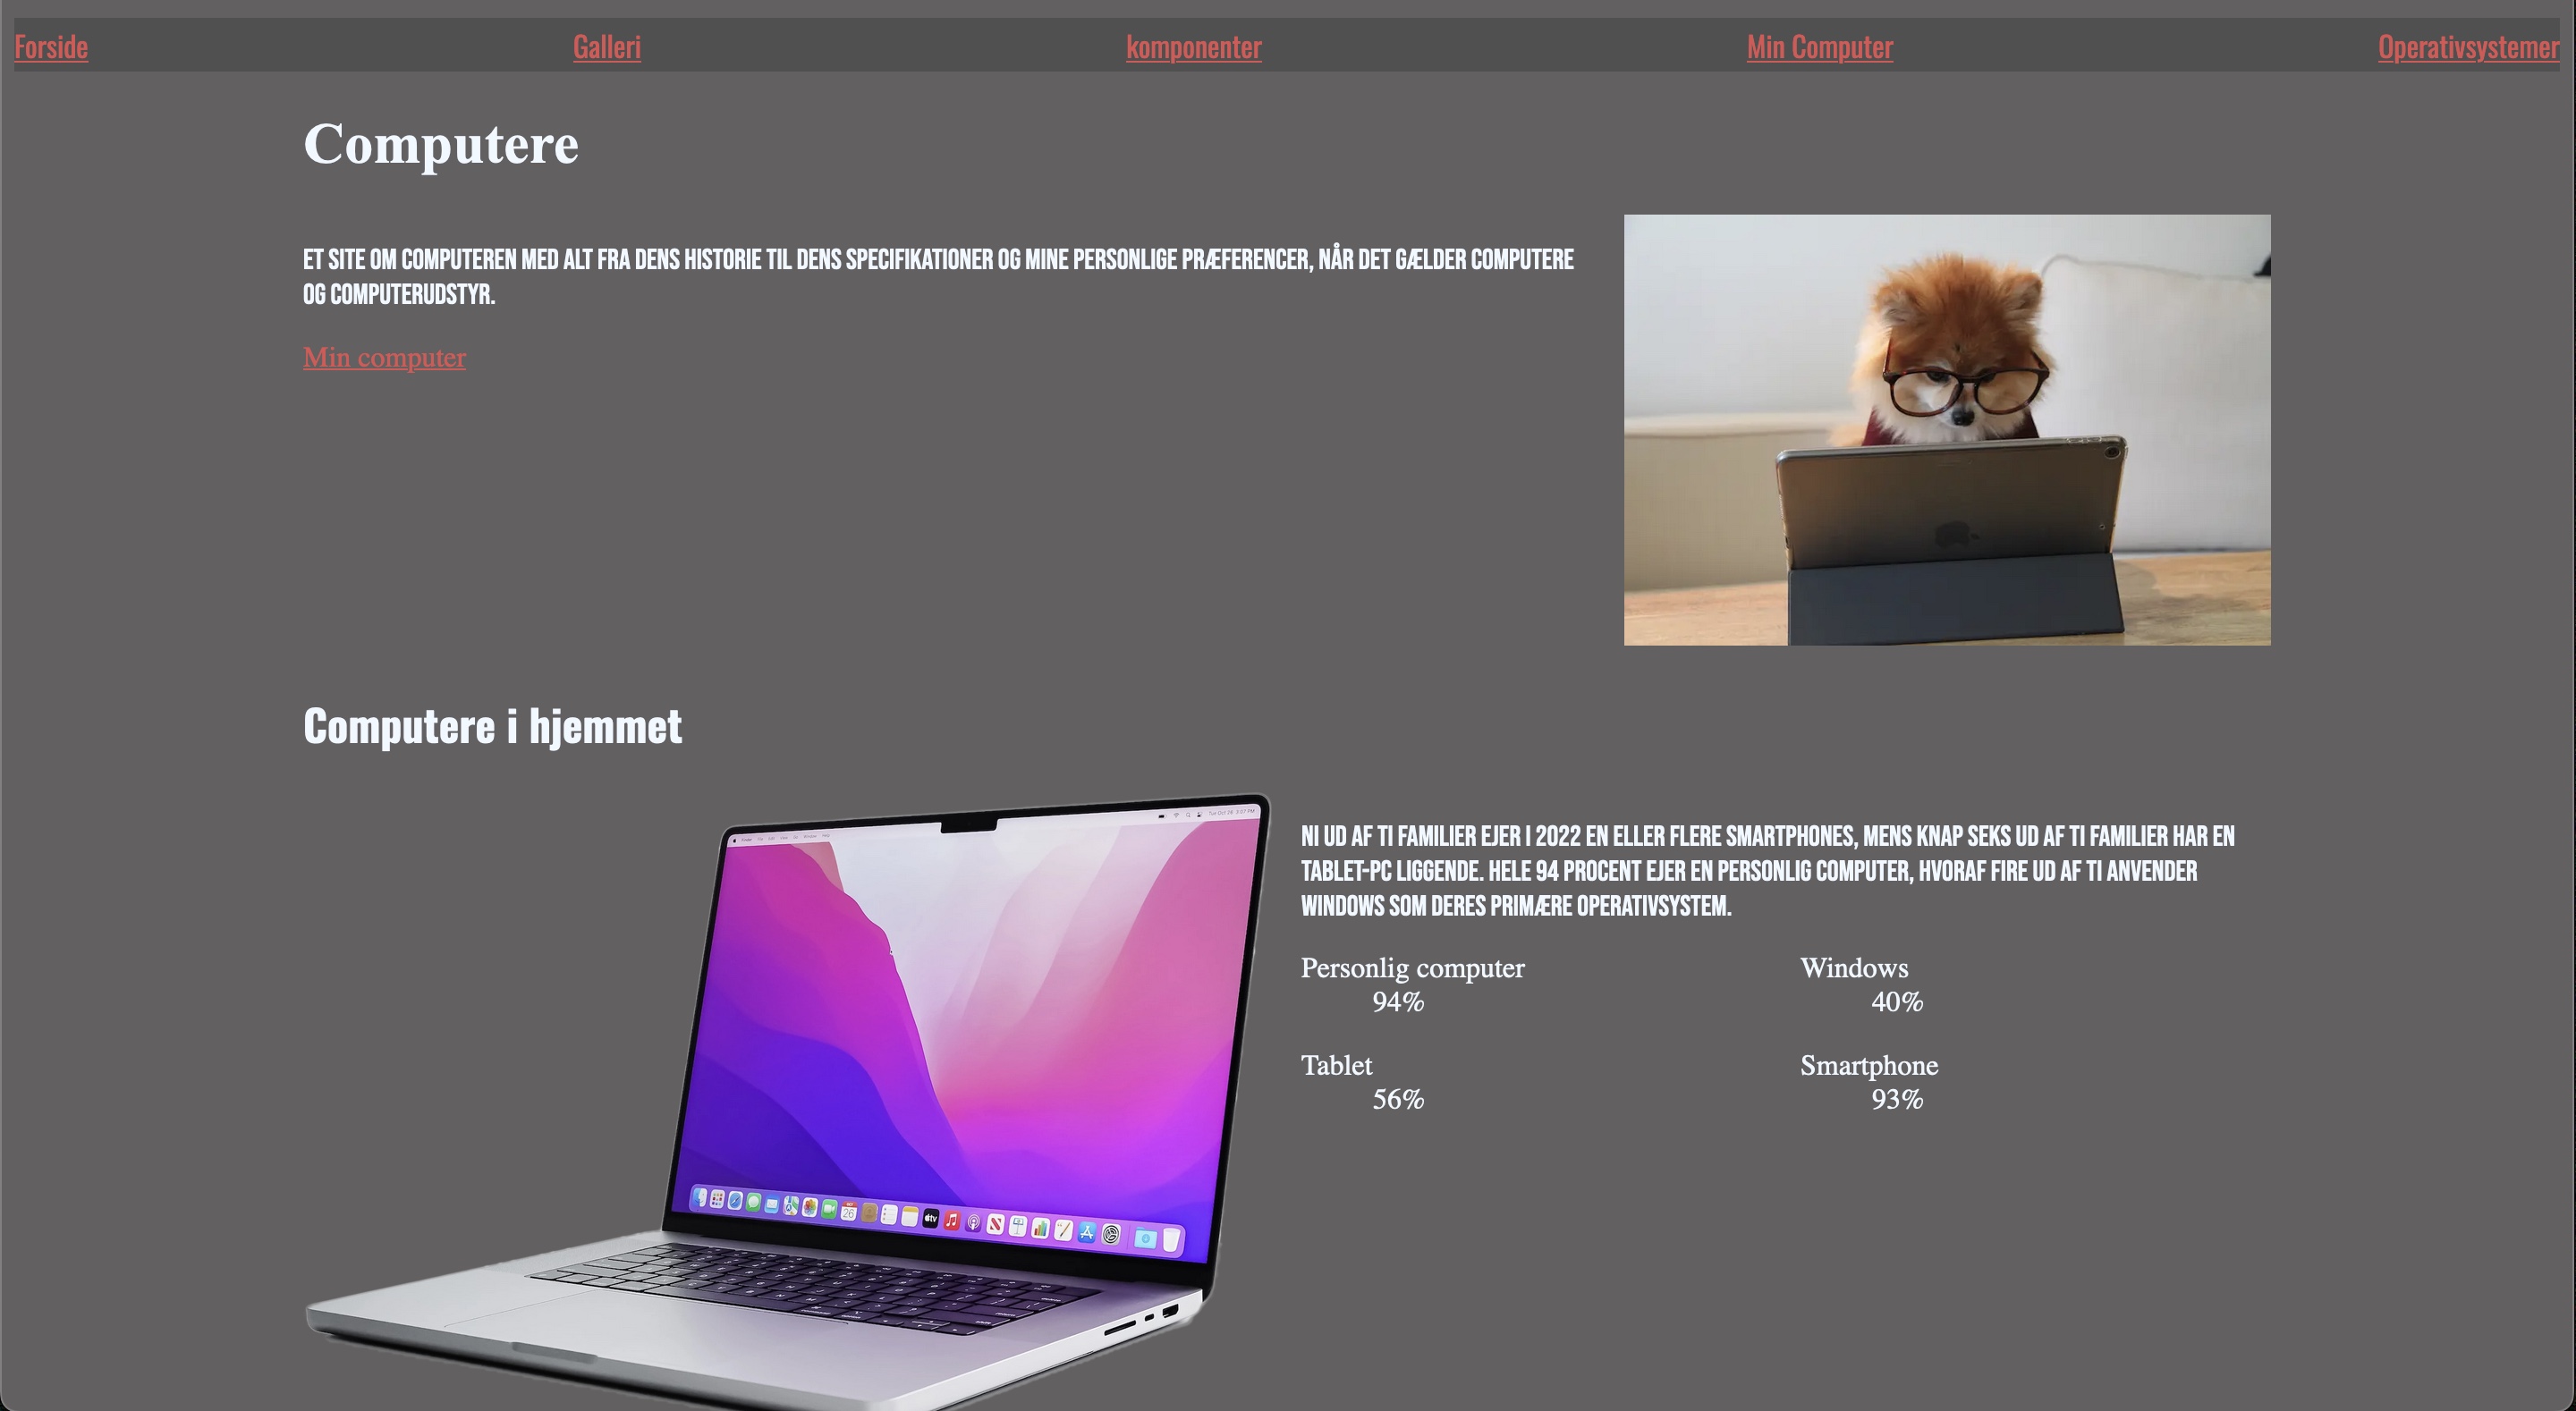 Forside
Galleri
komponenter
Min Computer
Operativsystemer
Computere
ET SITE OM COMPUTEREN MED ALT FRA DENS HISTORIE TIL DENS SPECIFIKATIONER OG MINE PERSONLIGE PRÆFERENCER, NÅR DET GÆLDER COMPUTERE
OG COMPUTERUDSTYR.
Min computer
Computere i hjemmet
NI UD AF TI FAMILIER EJER I 2022 EN ELLER FLERE SMARTPHONES, MENS KNAP SEKS UD AF TI FAMILIER HAR EN
TABLET-PC LIGGENDE. HELE 94 PROCENT EJER EN PERSONLIG COMPUTER, HVORAF FIRE UD AF TI ANVENDER
WINDOWS SOM DERES PRIMÆRE OPERATIVSYSTEM.
Personlig computer
94%
Windows
40%
Tablet
56%
Smartphone
93%